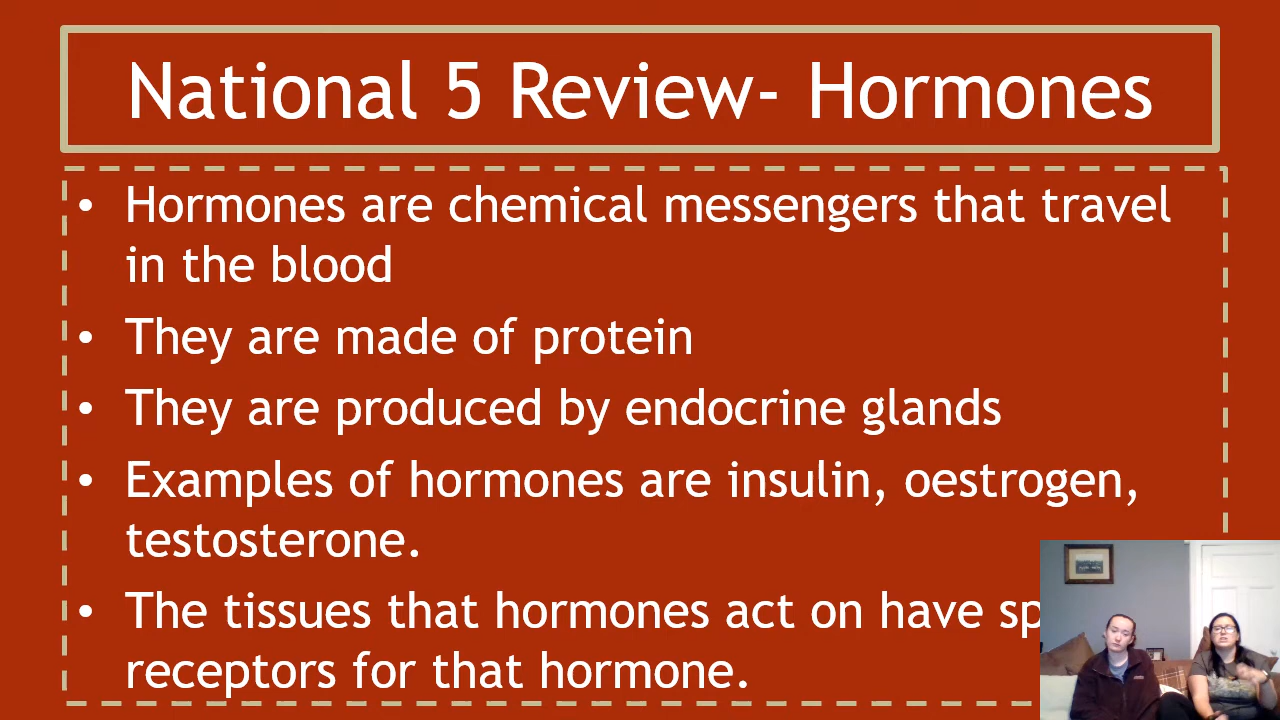 National 5 Review- Hormones
• Hormones are chemical messengers that travel
in the blood
• They are made of protein
• They are produced by endocrine glands
• Examples of hormones are insulin, oestrogen,
testosterone.
• The tissues that hormones act on have
receptors for that hormone.